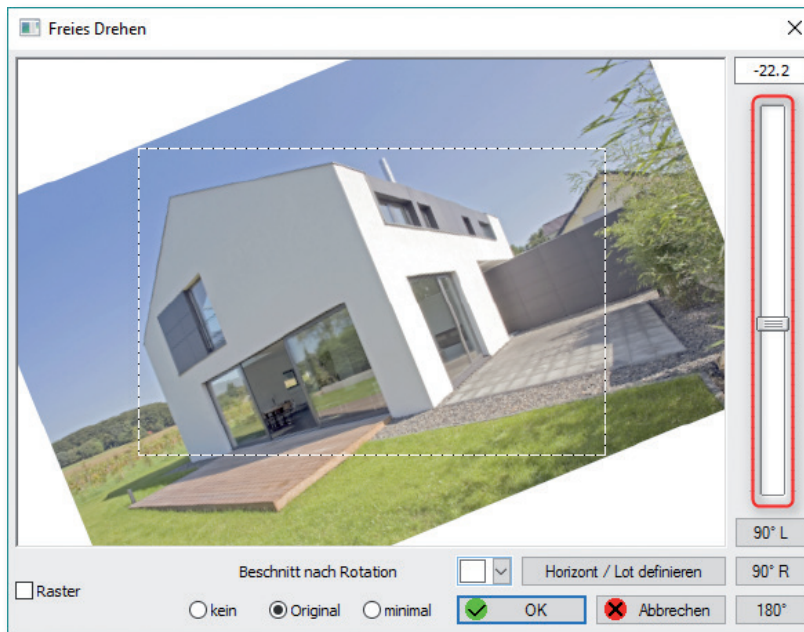 Freies Drehen
-22.2
90° L
Beschnitt nach Rotation
Horizont / Lot definieren
90° R
Raster
kein
Original
minimal
OK
Abbrechen
180°